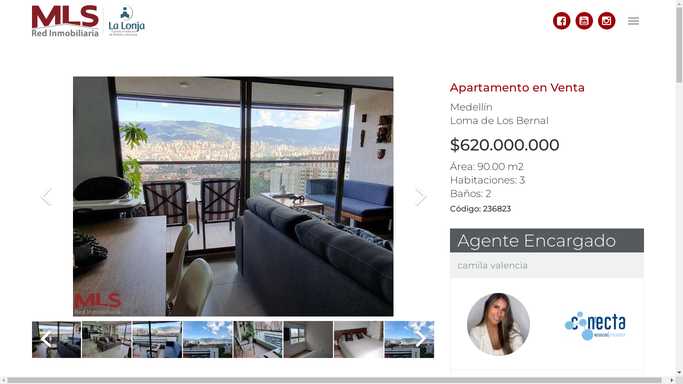 MLS
Red Inmobiliaria
La Lonja
Apartamento en Venta
Medellín
Loma de Los Bernal
$620.000.000
Área: 90.00 m2
Habitaciones: 3
Baños: 2
Código: 236823
MLS
Red Inmobiliaria
Agente Encargado
camila valencia
conecta